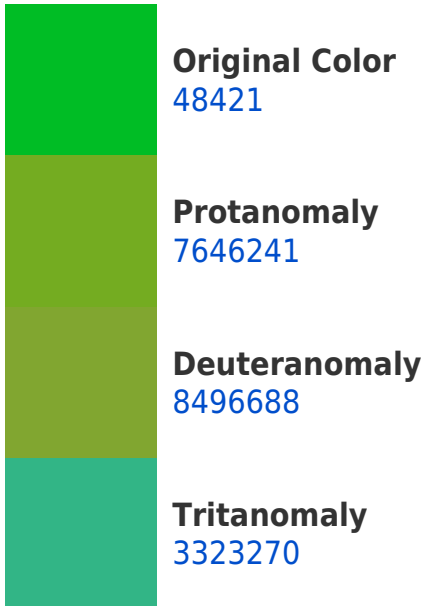 Original Color
48421
Protanomaly
7646241
Deuteranomaly
8496688
Tritanomaly
3323270